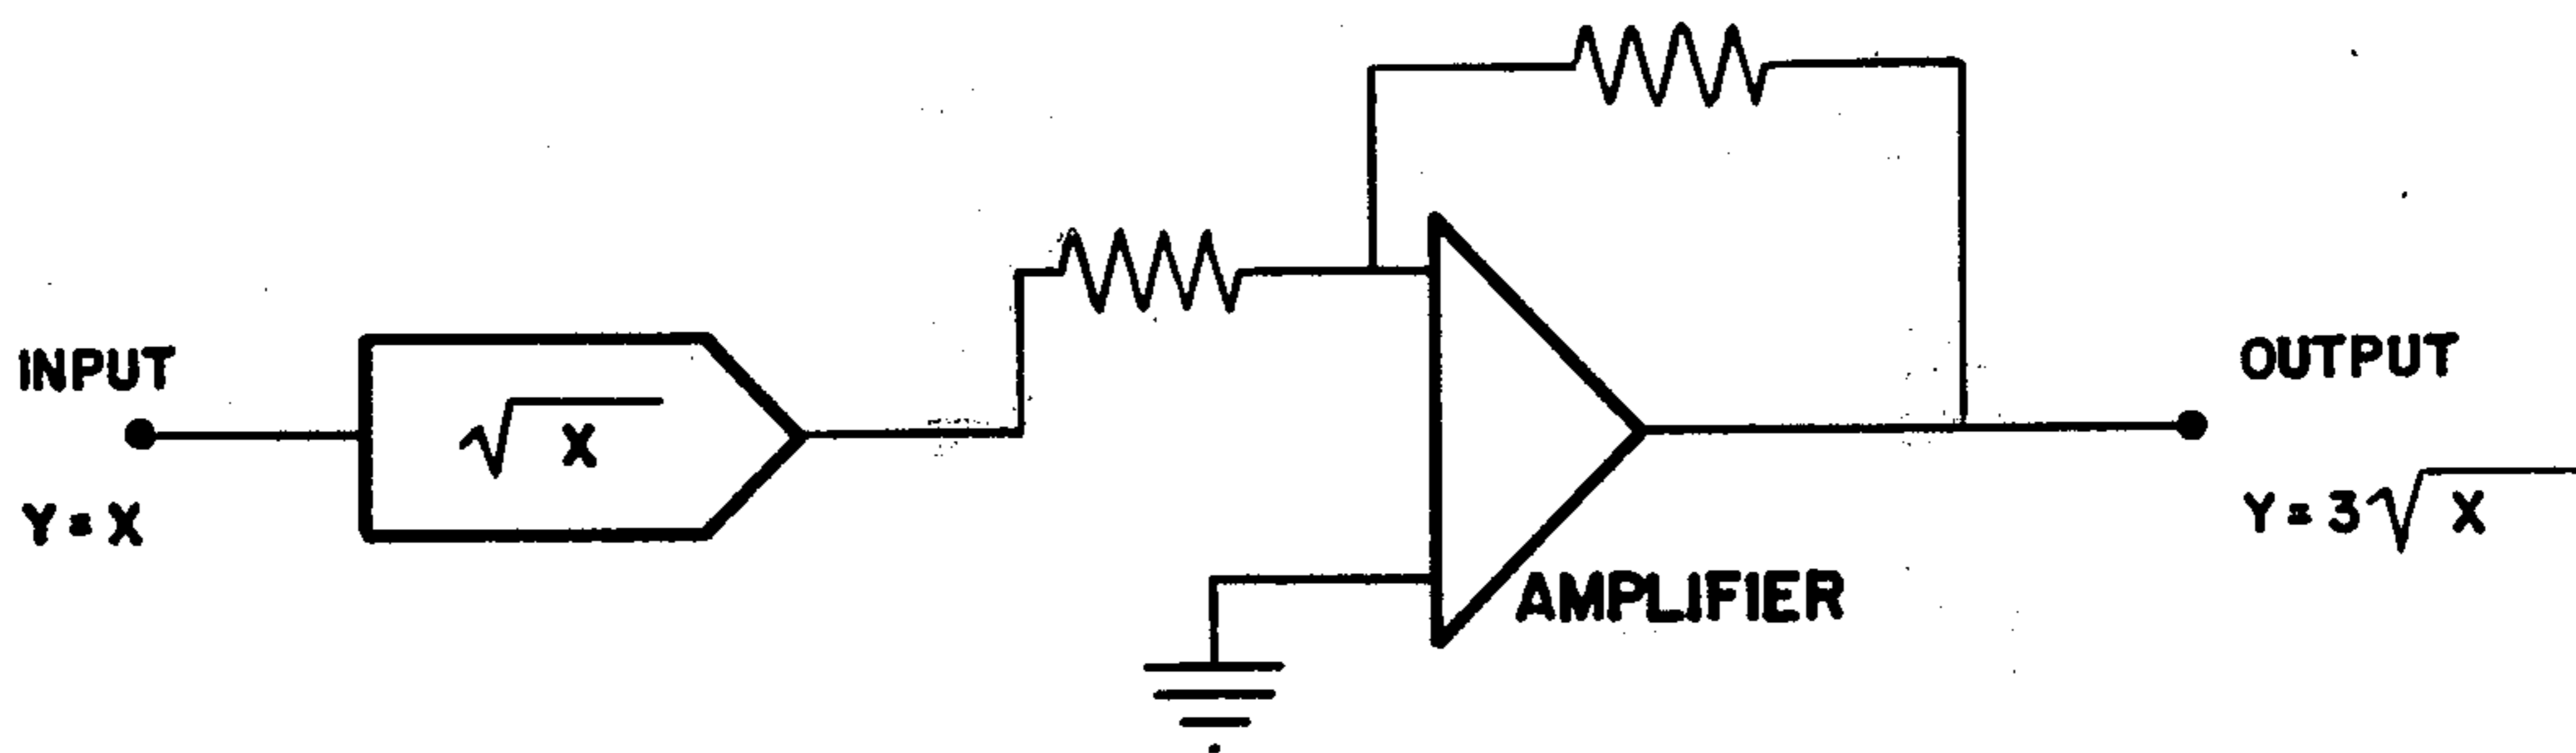 INPUT
Y = X
√X
AMPLIFIER
OUTPUT
Y = 3√X